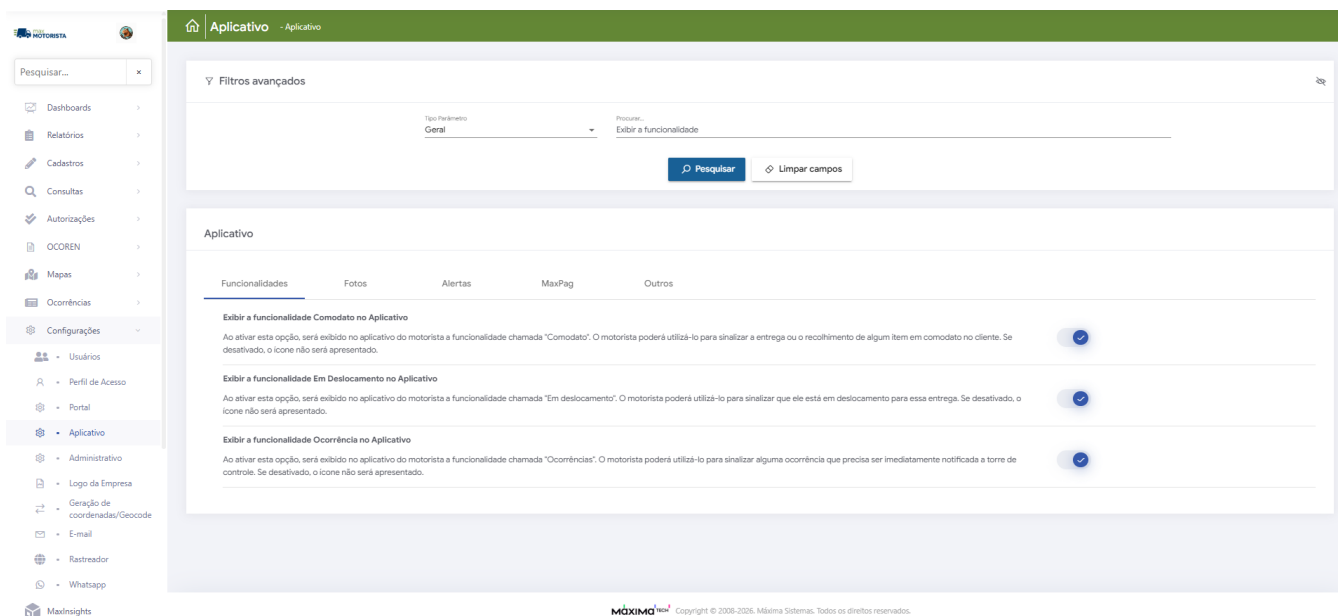 MOTORISTA
Aplicativo - Aplicativo
Pesquisar... ×
Dashboards
Relatórios
Cadastros
Consultas
Autorizações
OCOREN
Mapas
Ocorrências
Configurações
Usuários
Perfil de Acesso
Portal
Aplicativo
Administrativo
Logo da Empresa
Geração de
coordenadas/Geocode
E-mail
Rastreador
Whatsapp
MaxInsights
Filtros avançados
Tipo Parâmetro
Geral
Procurar...
Exibir a funcionalidade
Pesquisar
Limpar campos
Aplicativo
Funcionalidades Fotos Alertas MaxPag Outros
Exibir a funcionalidade Comodato no Aplicativo
Ao ativar esta opção, será exibido no aplicativo do motorista a funcionalidade chamada "Comodato". O motorista poderá utilizá-lo para sinalizar a entrega ou o recolhimento de algum item em comodato no cliente. Se
desativado, o ícone não será apresentado.
Exibir a funcionalidade Em Deslocamento no Aplicativo
Ao ativar esta opção, será exibido no aplicativo do motorista a funcionalidade chamada "Em deslocamento". O motorista poderá utilizá-lo para sinalizar que ele está em deslocamento para essa entrega. Se desativado, o
ícone não será apresentado.
Exibir a funcionalidade Ocorrência no Aplicativo
Ao ativar esta opção, será exibido no aplicativo do motorista a funcionalidade chamada "Ocorrências". O motorista poderá utilizá-lo para sinalizar alguma ocorrência que precisa ser imediatamente notificada a torre de
controle. Se desativado, o ícone não será apresentado.
MÁXIMA TECH Copyright © 2008-2026. Máxima Sistemas. Todos os direitos reservados.